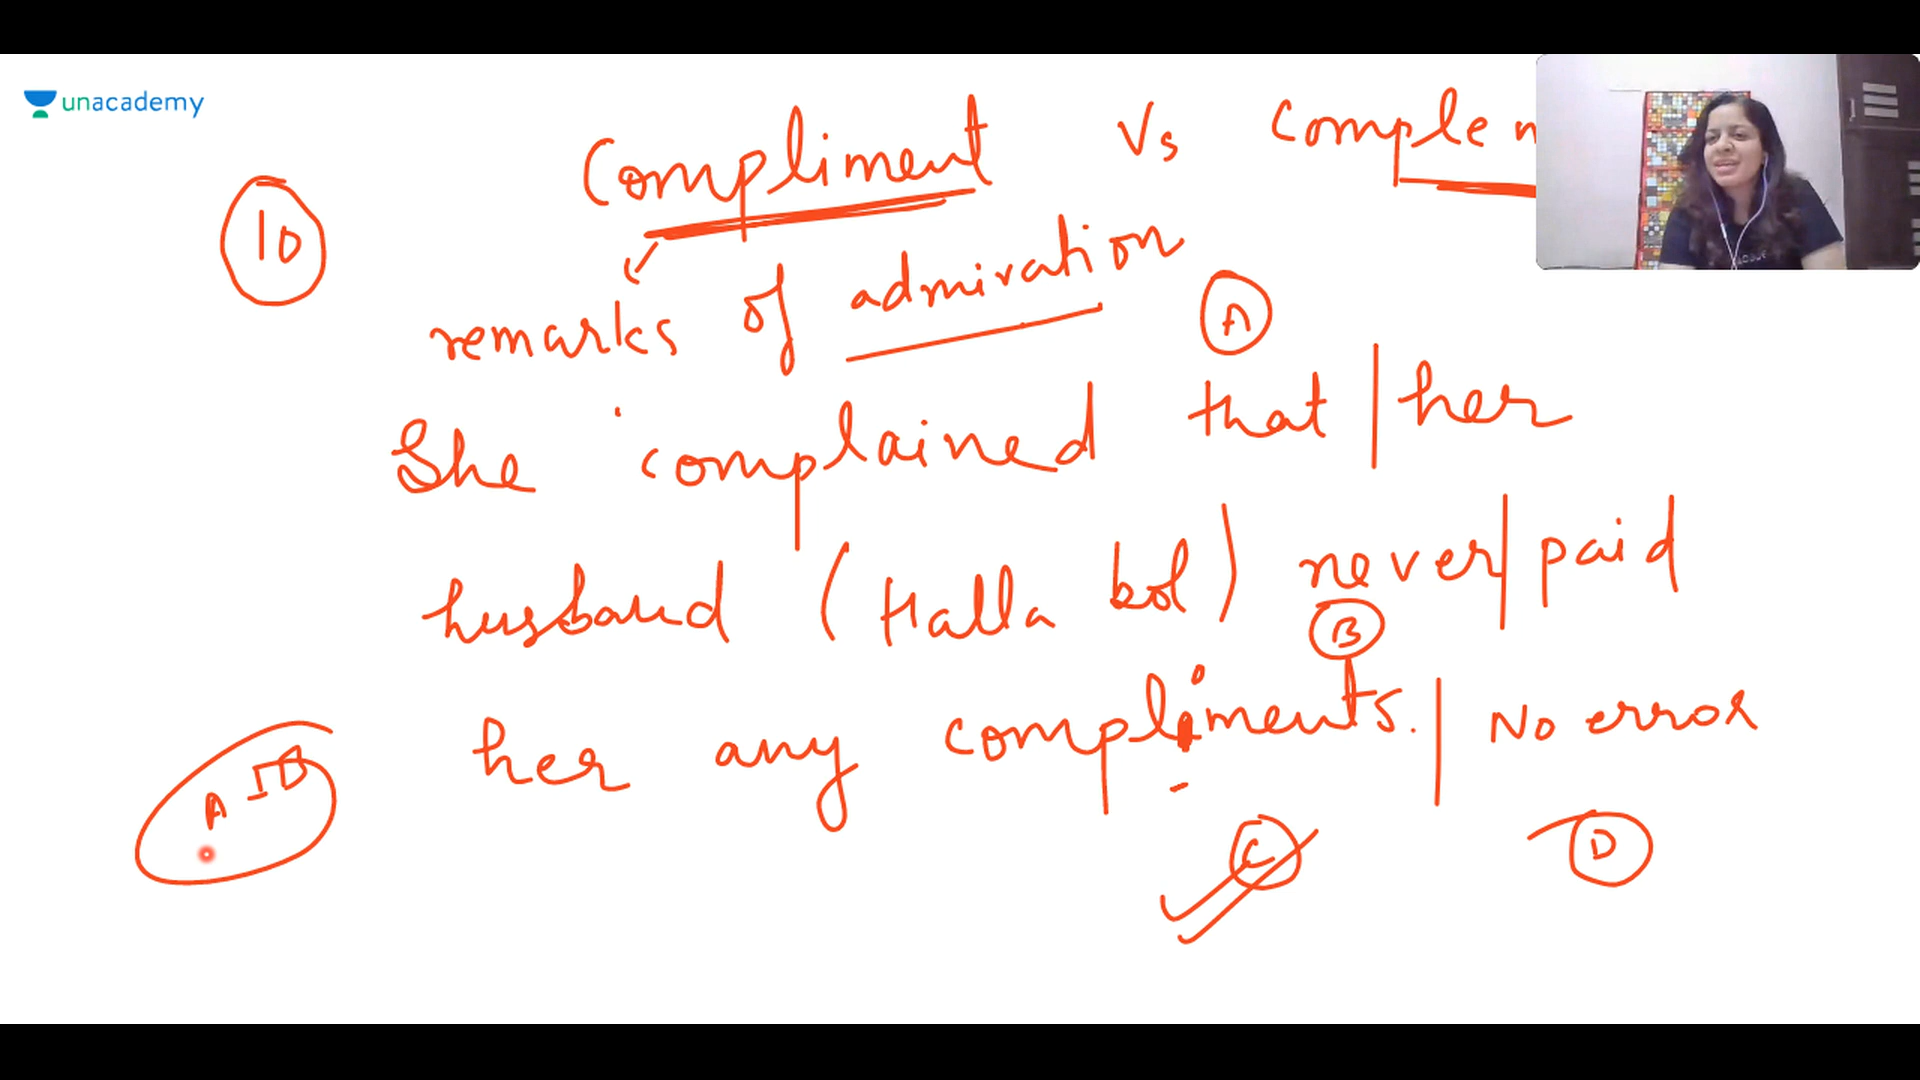 unacademy
Compliment Vs Complem
10
remarks of admiration
A
She complained that | her
husband (Halla bol) never | paid
B
her any compliments. | No error
C
D